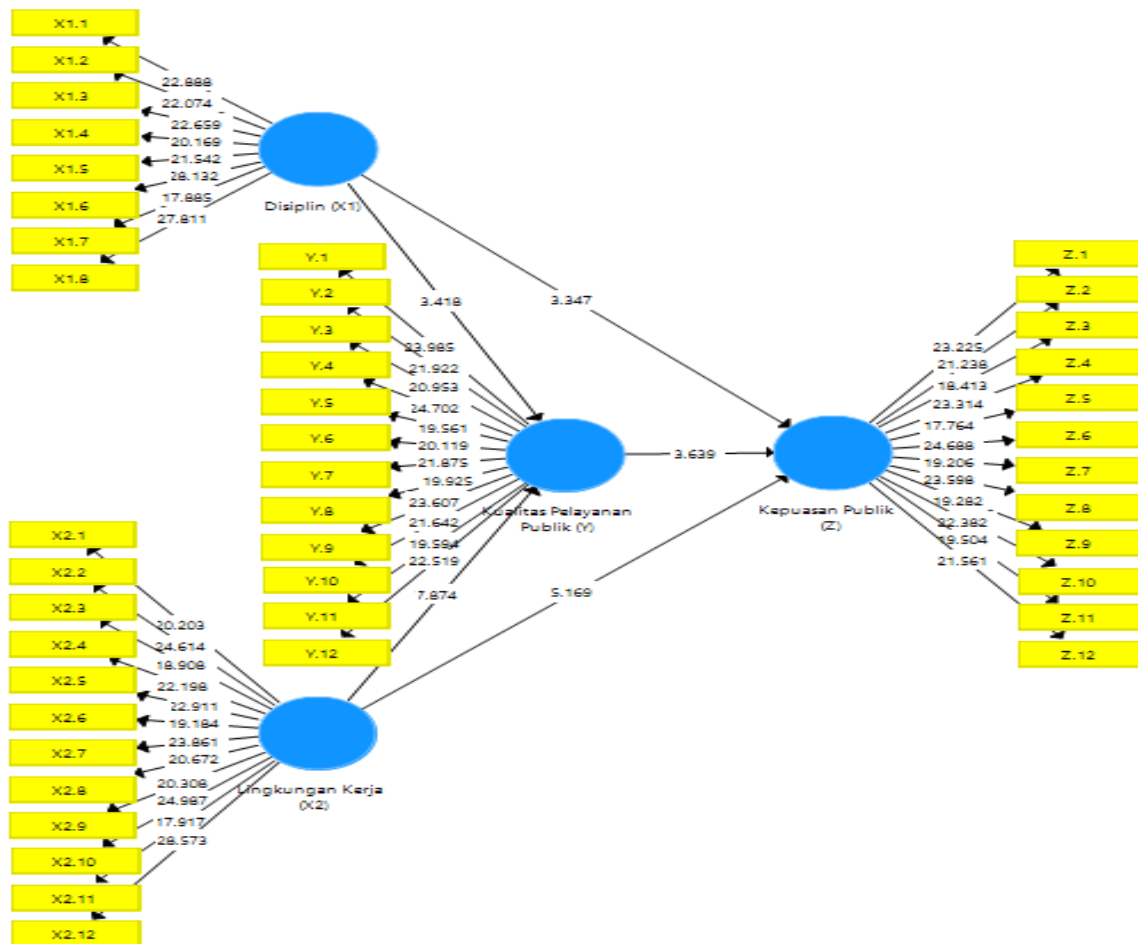 X1.1
X1.2
X1.3
X1.4
X1.5
X1.6
X1.7
X1.8
22.888
22.074
22.659
20.169
21.542
28.132
17.885
27.811
Disiplin (X1)
3.418
3.347
Y.1
Y.2
Y.3
Y.4
Y.5
Y.6
Y.7
Y.8
Y.9
Y.10
Y.11
Y.12
23.985
21.922
20.953
24.702
19.561
20.119
21.875
19.925
23.607
21.642
19.594
22.519
Kualitas Pelayanan
Publik (Y)
3.639
7.874
5.169
Kepuasan Publik
(Z)
23.225
21.238
18.413
23.314
17.764
24.688
19.206
23.598
19.282
22.382
19.504
21.561
Z.1
Z.2
Z.3
Z.4
Z.5
Z.6
Z.7
Z.8
Z.9
Z.10
Z.11
Z.12
X2.1
X2.2
X2.3
X2.4
X2.5
X2.6
X2.7
X2.8
X2.9
X2.10
X2.11
X2.12
20.203
24.614
18.908
22.198
22.911
19.184
23.861
20.672
20.308
24.987
17.917
28.573
Lingkungan Kerja
(X2)